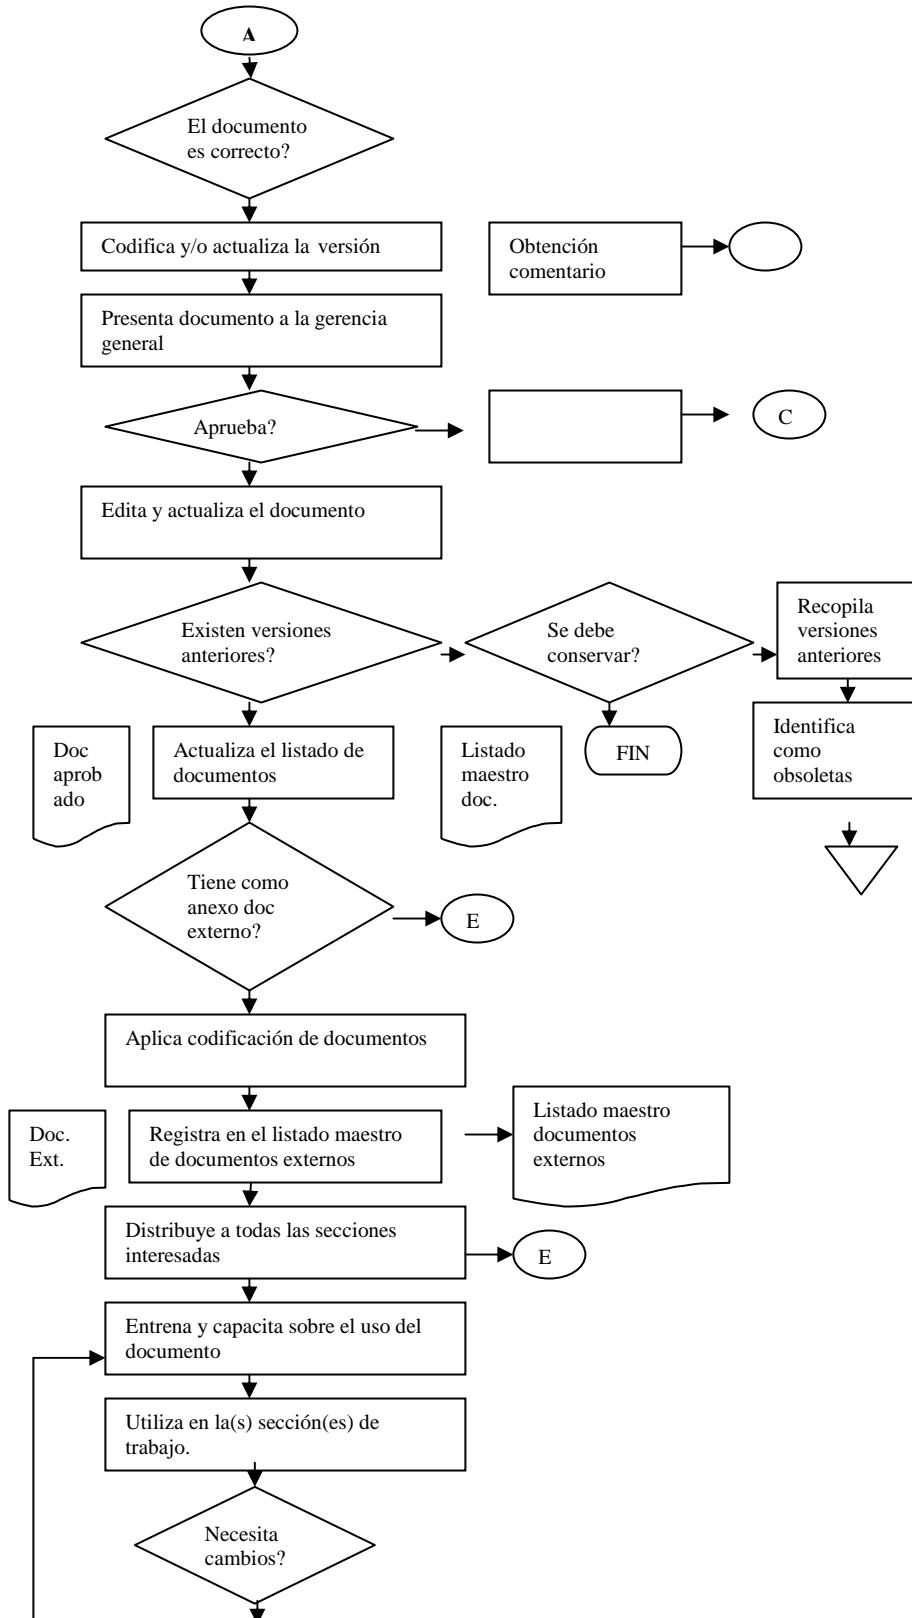 A
El documento
es correcto?
Codifica y/o actualiza la versión
Obtención
comentario
Presenta documento a la gerencia
general
Aprueba?
C
Edita y actualiza el documento
Existen versiones
anteriores?
Se debe
conservar?
Recopila
versiones
anteriores
Doc
aprob
ado
Actualiza el listado de
documentos
Listado
maestro
doc.
FIN
Identifica
como
obsoletas
Tiene como
anexo doc
externo?
E
Aplica codificación de documentos
Doc.
Ext.
Registra en el listado maestro
de documentos externos
Listado maestro
documentos
externos
Distribuye a todas las secciones
interesadas
E
Entrena y capacita sobre el uso del
documento
Utiliza en la(s) sección(es) de
trabajo.
Necesita
cambios?